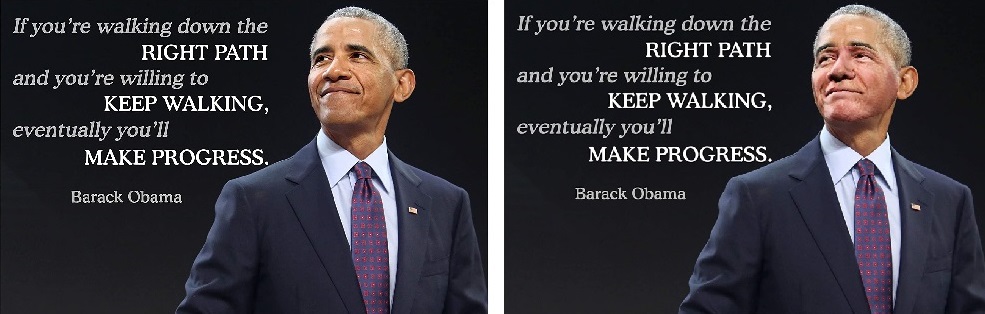 If you're walking down the
RIGHT PATH
and you're willing to
KEEP WALKING,
eventually you'll
MAKE PROGRESS.
Barack Obama
If you're walking down the
RIGHT PATH
and you're willing to
KEEP WALKING,
eventually you'll
MAKE PROGRESS.
Barack Obama